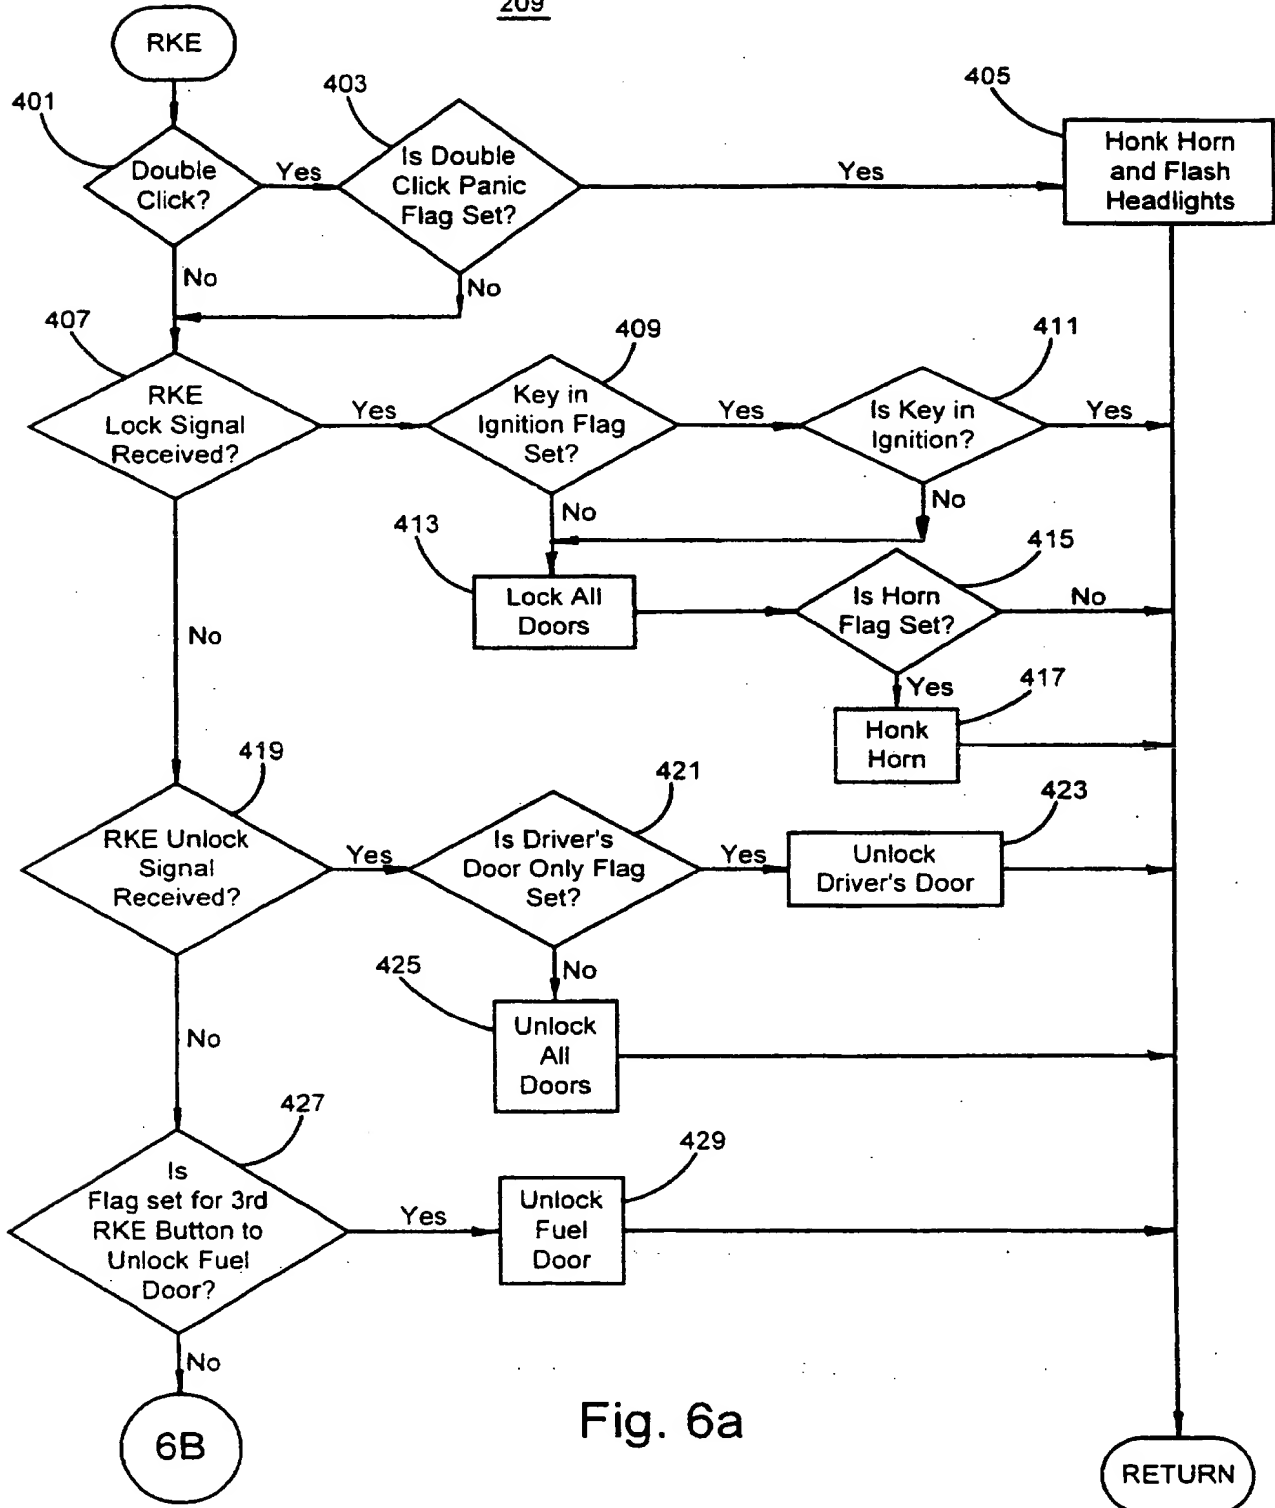 209
RKE
401
403
405
Double
Click?
Yes
Is Double
Click Panic
Flag Set?
Yes
Honk Horn
and Flash
Headlights
No
No
407
409
411
RKE
Lock Signal
Received?
Yes
Key in
Ignition Flag
Set?
Yes
Is Key in
Ignition?
Yes
No
No
413
415
Lock All
Doors
Is Horn
Flag Set?
No
No
Yes
417
Honk
Horn
419
421
423
RKE Unlock
Signal
Received?
Yes
Is Driver's
Door Only Flag
Set?
Yes
Unlock
Driver's Door
No
425
Unlock
All
Doors
No
427
429
Is
Flag set for 3rd
RKE Button to
Unlock Fuel
Door?
Yes
Unlock
Fuel
Door
No
6B
Fig. 6a
RETURN